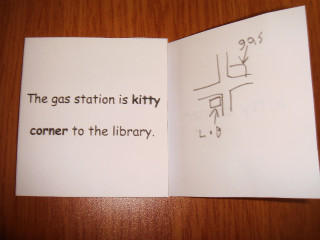 The gas station is kitty
corner to the library.
gas
L.B